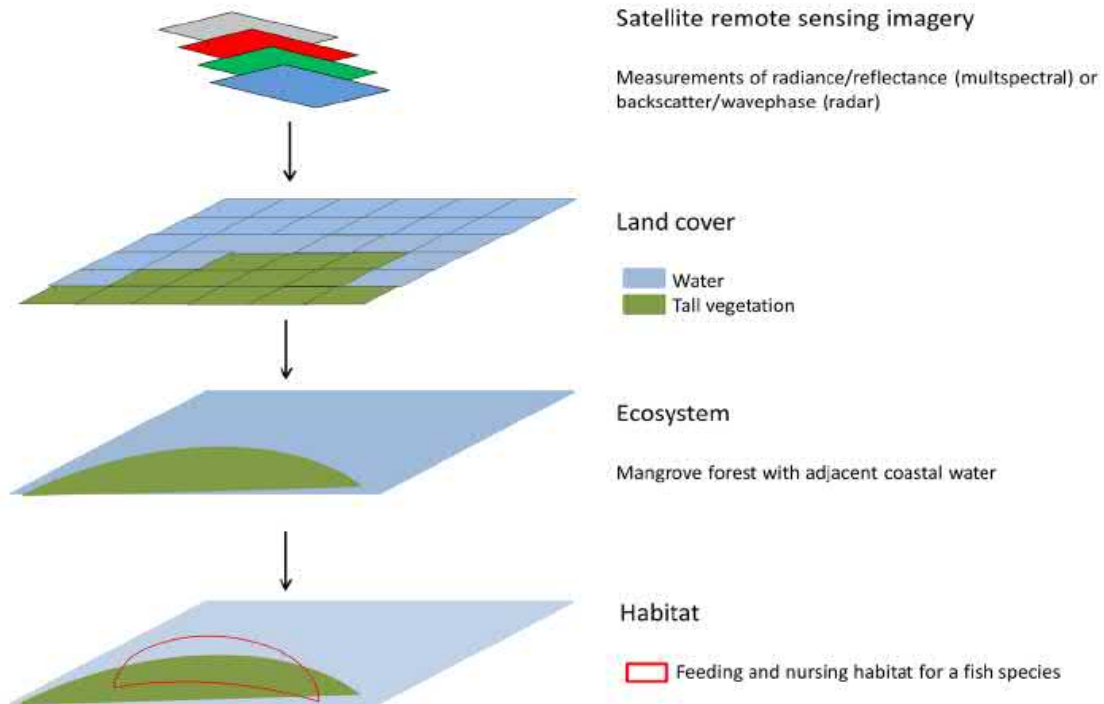 Satellite remote sensing imagery
Measurements of radiance/reflectance (multspectral) or
backscatter/wavephase (radar)
Land cover
Water
Tall vegetation
Ecosystem
Mangrove forest with adjacent coastal water
Habitat
Feeding and nursing habitat for a fish species